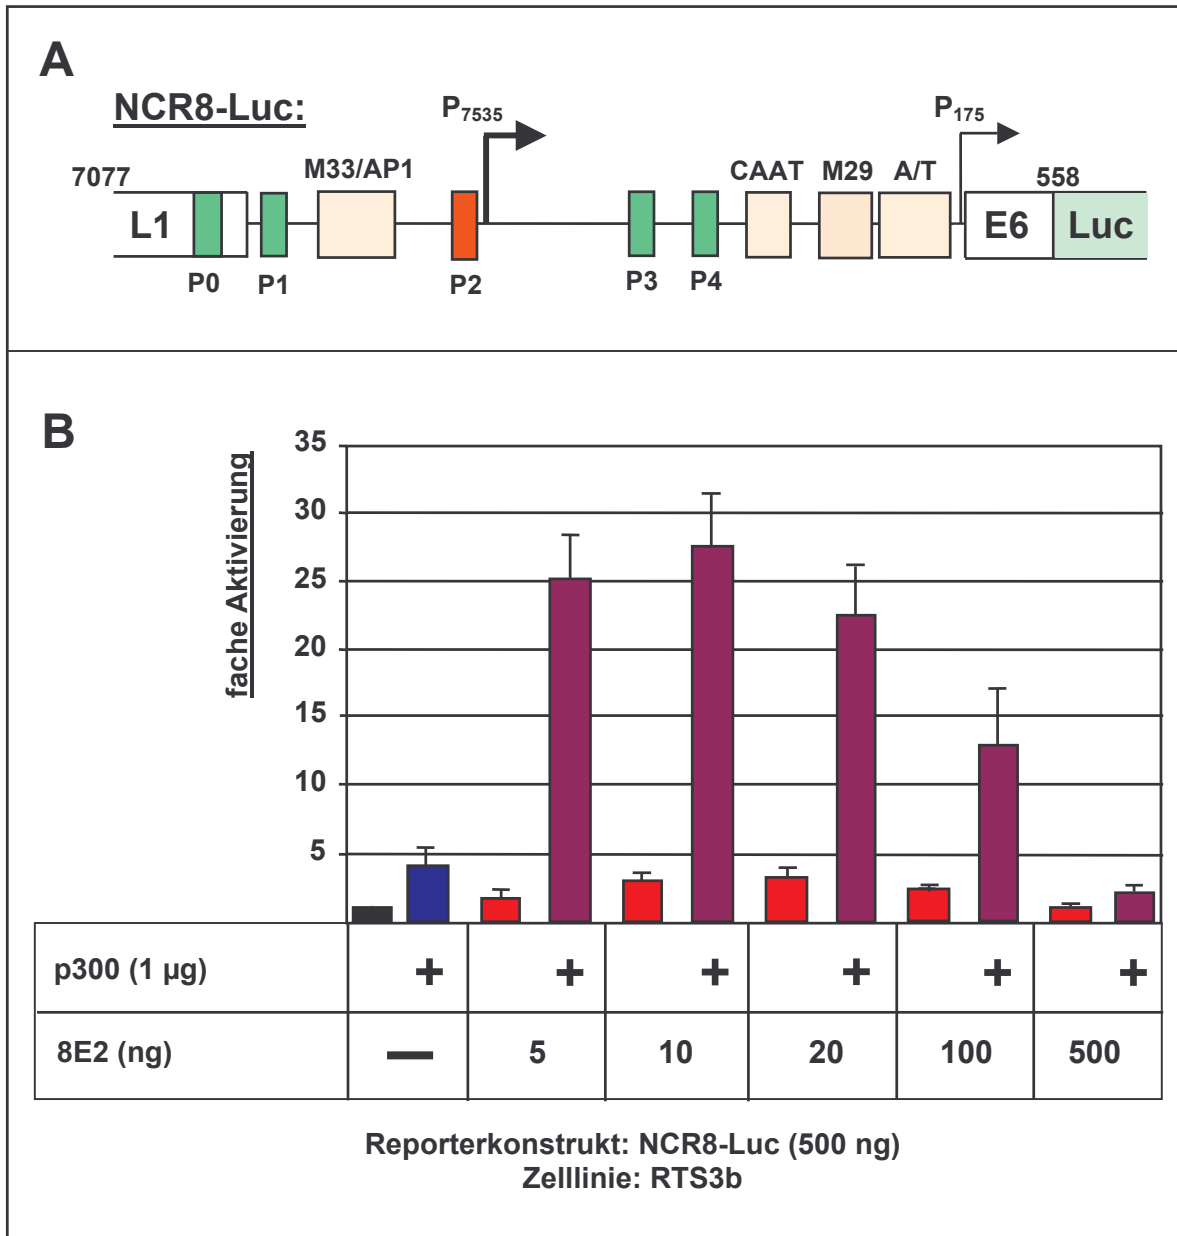 A
NCR8-Luc:
P7535
P175
7077
M33/AP1
CAAT
M29
A/T
558
L1
E6
Luc
P0
P1
P2
P3
P4
B
fache Aktivierung
35
30
25
20
15
10
5
p300 (1 µg) + + + + + +
8E2 (ng) — 5 10 20 100 500
Reporterkonstrukt: NCR8-Luc (500 ng)
Zelllinie: RTS3b